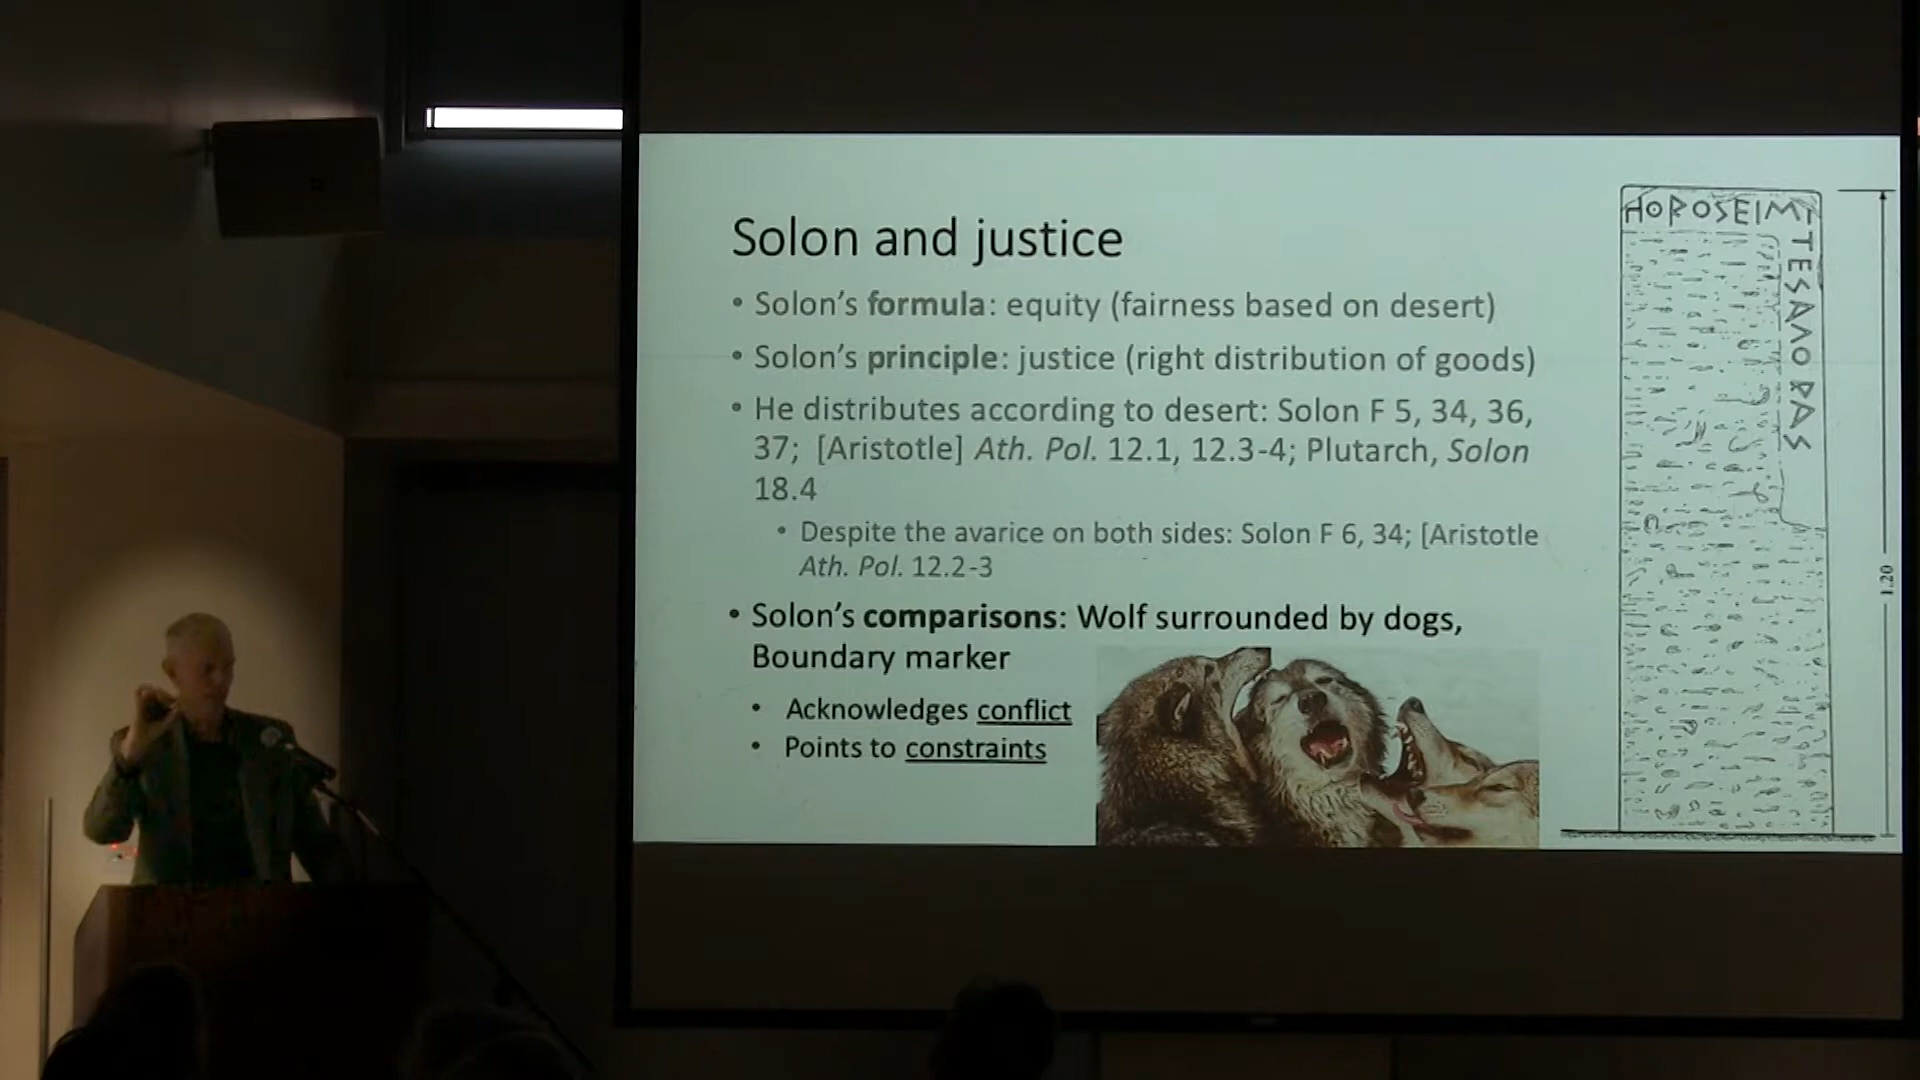 Solon and justice
• Solon's formula: equity (fairness based on desert)
• Solon's principle: justice (right distribution of goods)
• He distributes according to desert: Solon F 5, 34, 36,
37; [Aristotle] Ath. Pol. 12.1, 12.3-4; Plutarch, Solon
18.4
• Despite the avarice on both sides: Solon F 6, 34; [Aristotle
Ath. Pol. 12.2-3
• Solon's comparisons: Wolf surrounded by dogs,
Boundary marker
• Acknowledges conflict
• Points to constraints
HOROSEIMT
TESAΛORAS
1.20